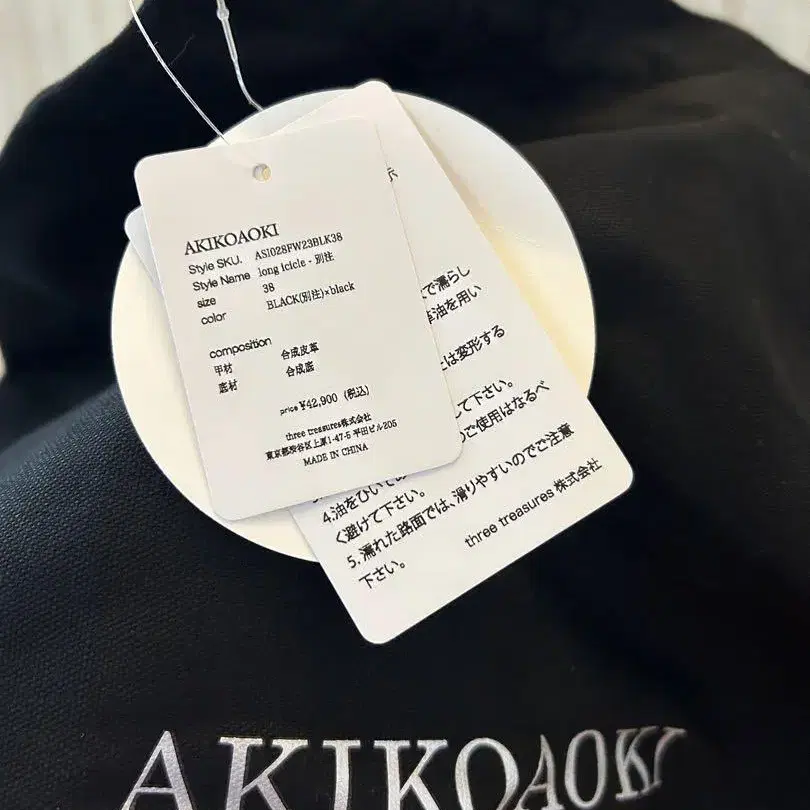 AKIKOAOKI
Style SKU. ASI028FW23BLK38
Style Name long icicle - 別注
size 38
color BLACK(別注)×black
composition
甲材 合成皮革
底材 合成底
price ¥42,900 (税込)
three treasures株式会社
東京都渋谷区上原1-47-5 平田ビル205
MADE IN CHINA
示
で濡らし
油を用い
は変形する
して下さい。
のご使用はなるべ
4.油をひいて
く避けて下さい。
5.濡れた路面では、滑りやすいのでご注意
下さい。
three treasures 株式会社
AKIKOAOKI